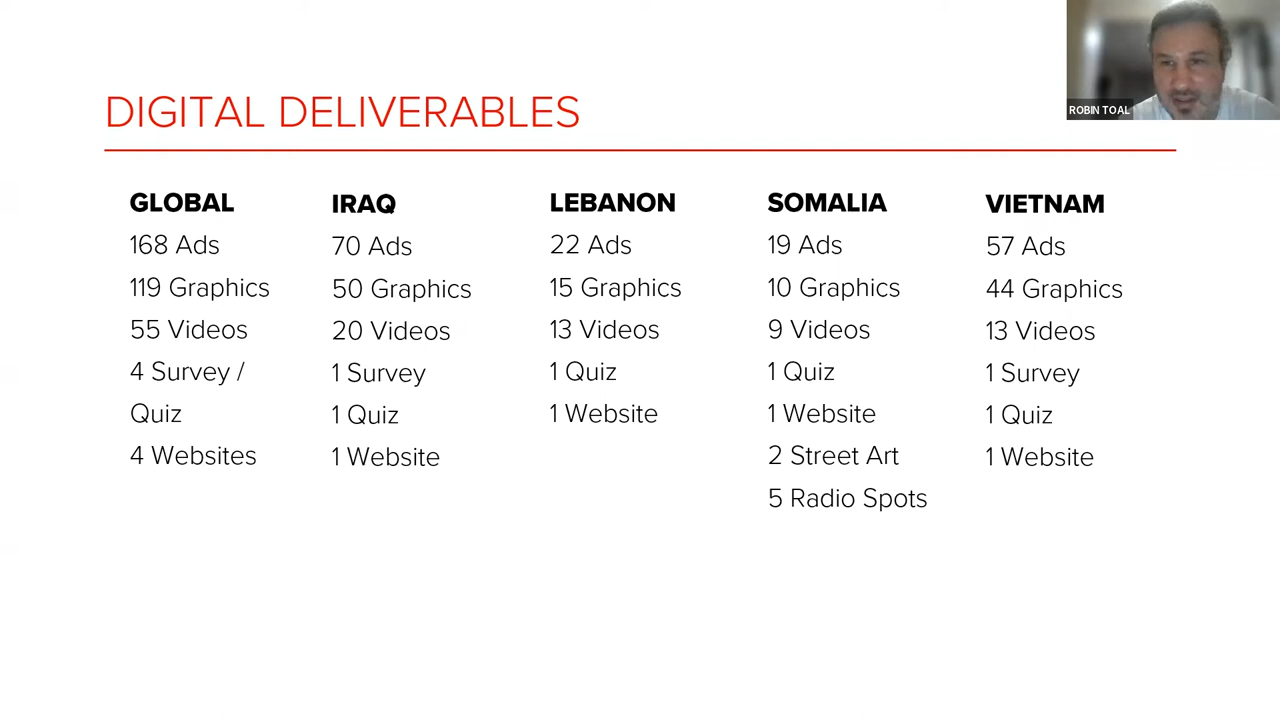 DIGITAL DELIVERABLES
ROBIN TOAL
GLOBAL
168 Ads
119 Graphics
55 Videos
4 Survey /
Quiz
4 Websites
IRAQ
70 Ads
50 Graphics
20 Videos
1 Survey
1 Quiz
1 Website
LEBANON
22 Ads
15 Graphics
13 Videos
1 Quiz
1 Website
SOMALIA
19 Ads
10 Graphics
9 Videos
1 Quiz
1 Website
2 Street Art
5 Radio Spots
VIETNAM
57 Ads
44 Graphics
13 Videos
1 Survey
1 Quiz
1 Website